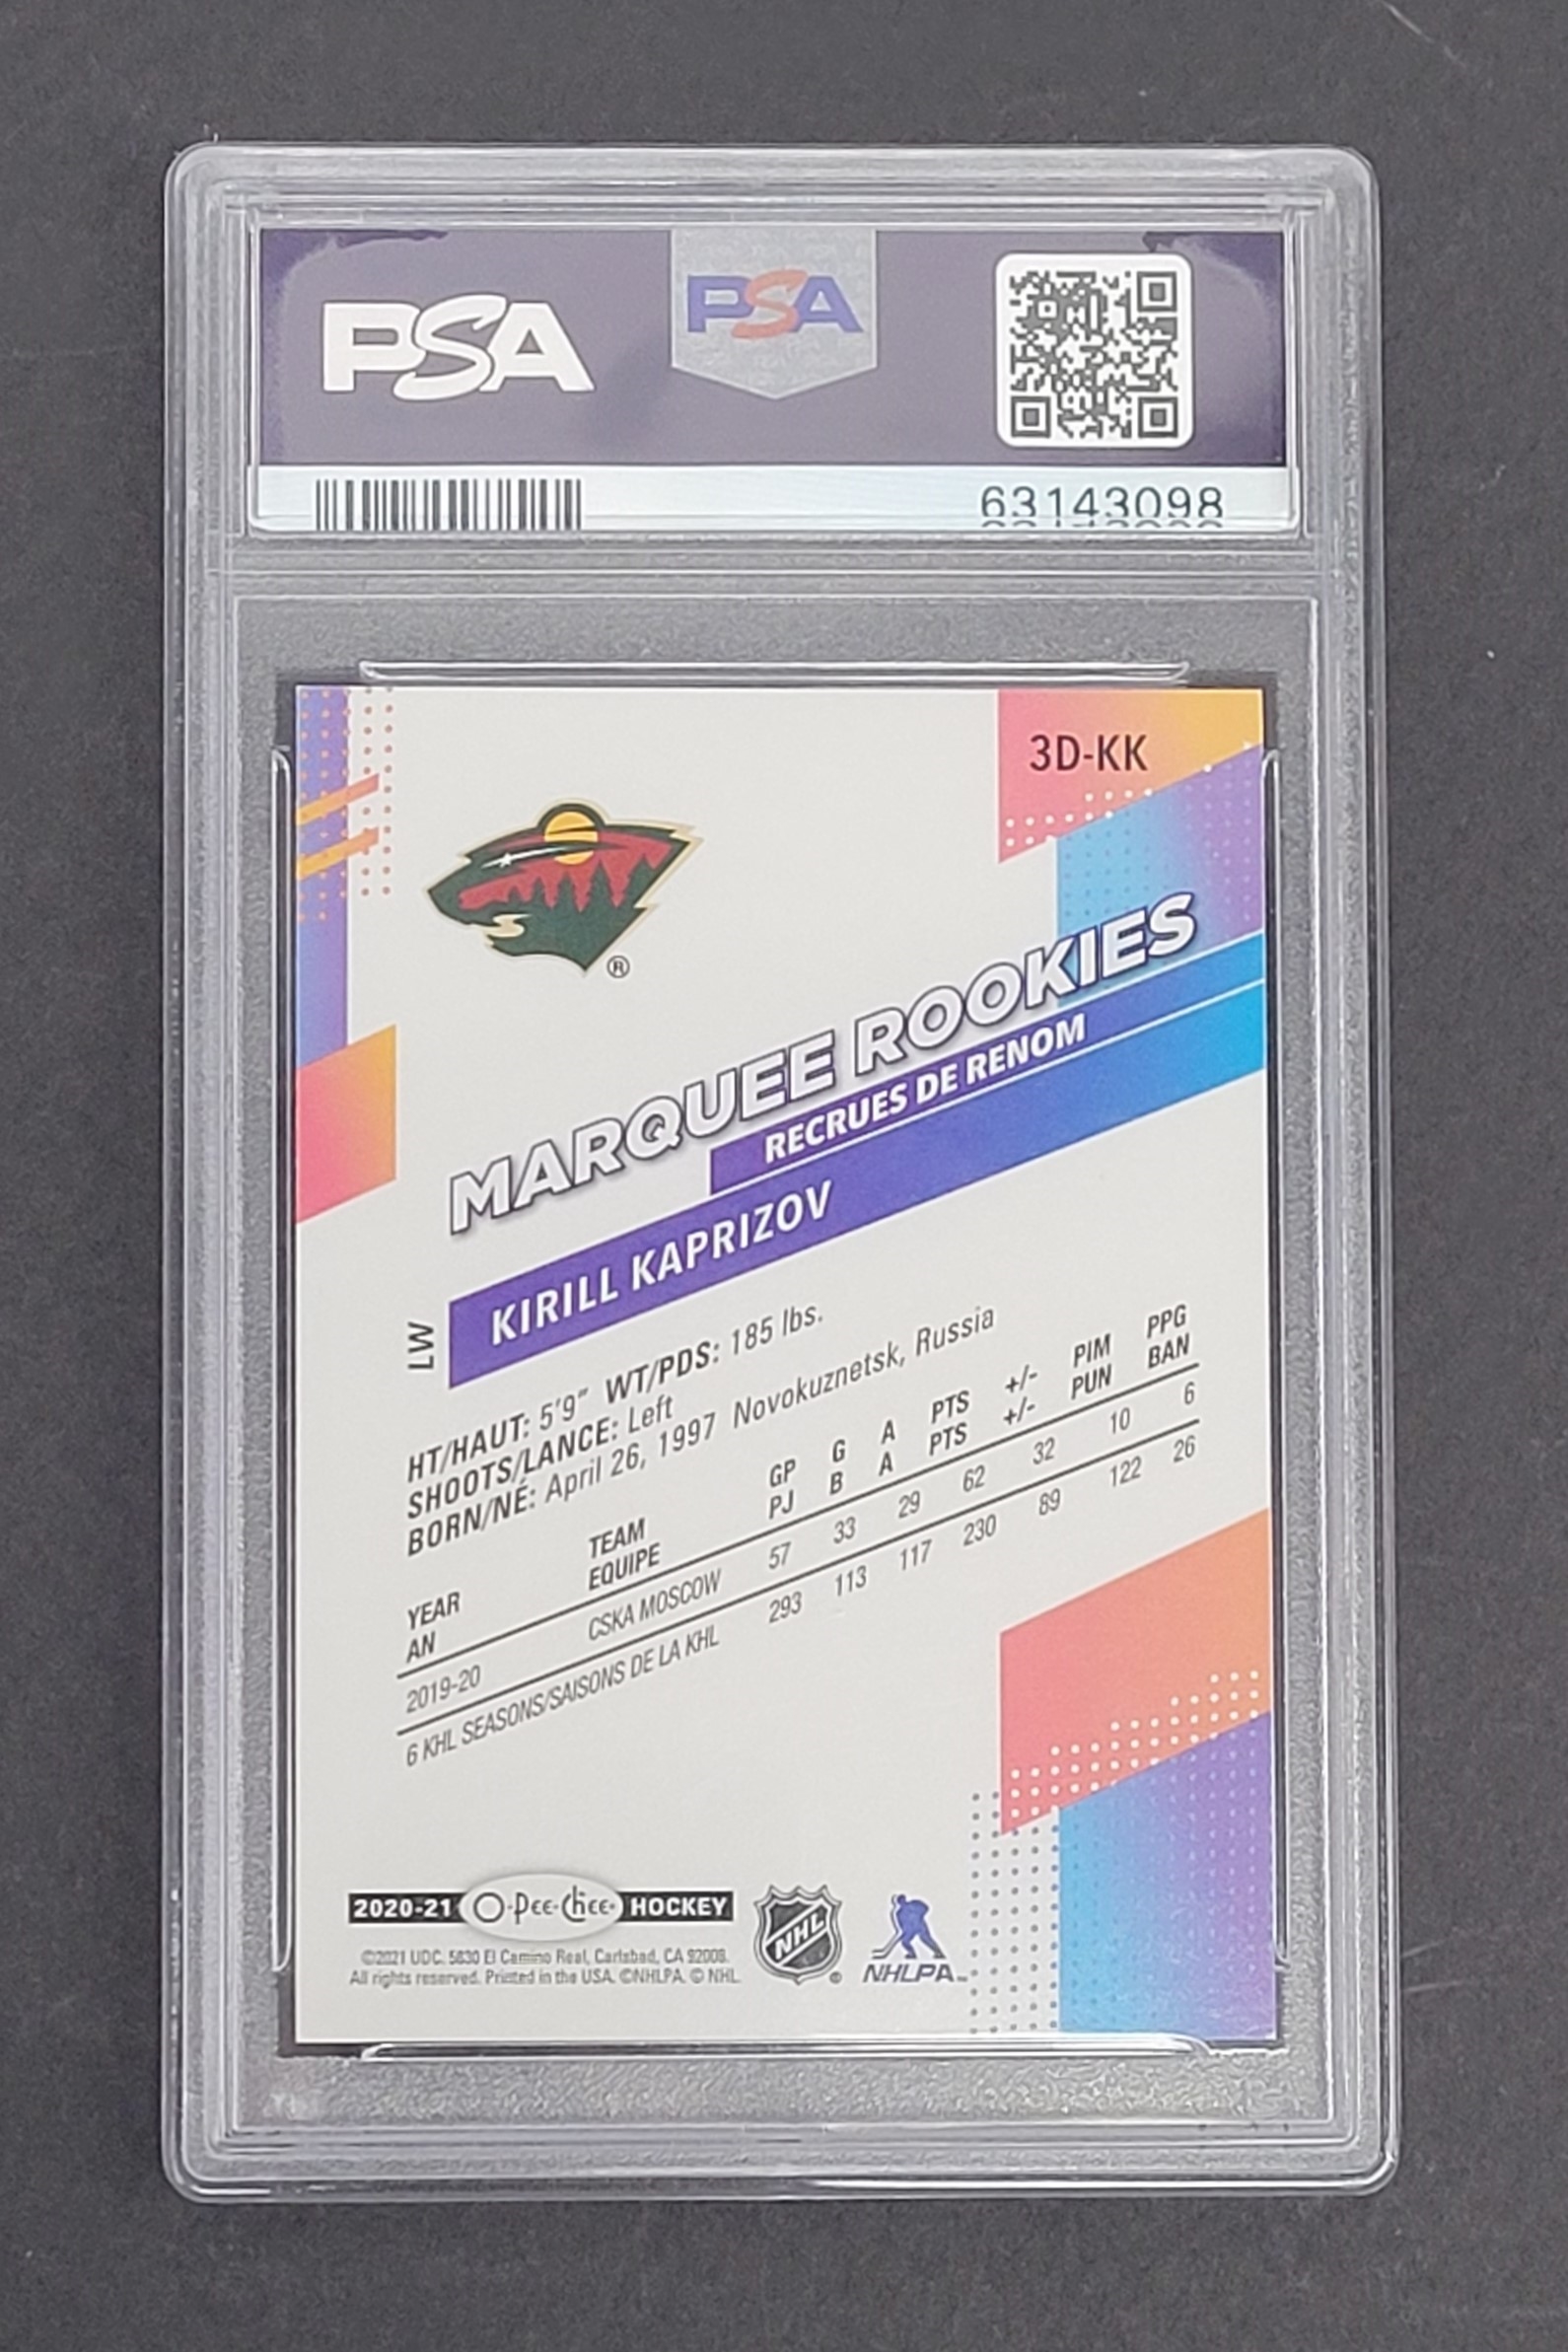 PSA
PSA
63143098
3D-KK
®
MARQUEE ROOKIES
RECRUES DE RENOM
KIRILL KAPRIZOV
LW
HT/HAUT: 5'9" WT/PDS: 185 lbs.
SHOOTS/LANCE: Left
BORN/NÉ: April 26, 1997 Novokuznetsk, Russia
YEAR TEAM GP G A PTS +/- PIM PPG
AN EQUIPE PJ B A PTS +/- PUN BAN
2019-20 CSKA MOSCOW 57 33 29 62 32 10 6
6 KHL SEASONS/SAISONS DE LA KHL 293 113 117 230 89 122 26
2020-21 O-Pee-Chee HOCKEY
©2021 UDC. 5830 El Camino Real, Carlsbad, CA 92008.
All rights reserved. Printed in the USA. ©NHLPA. © NHL.
NHL ®
NHLPA™